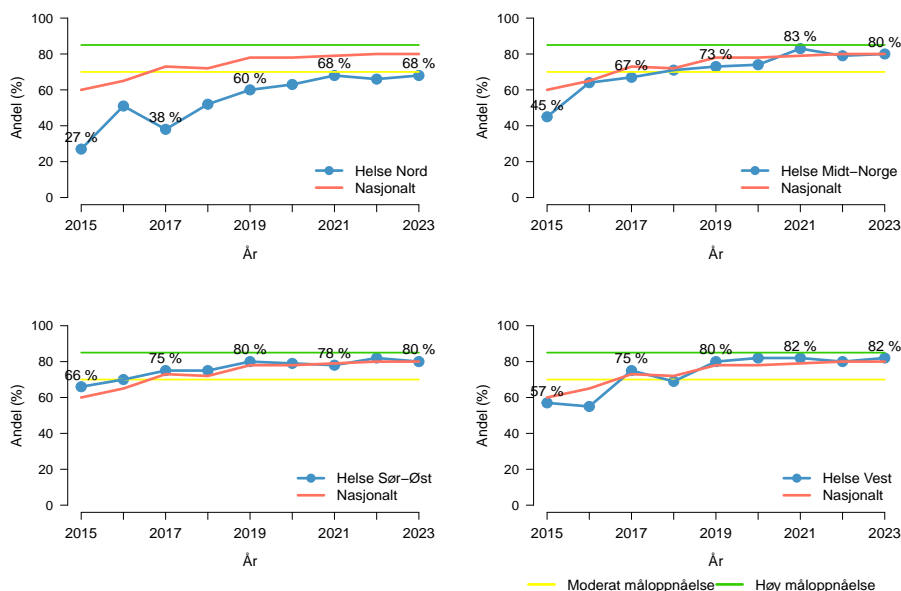 100
80
60
40
20
0
Andel (%)
27 %
38 %
60 %
68 %
68 %
Helse Nord
Nasjonalt
2015 2017 2019 2021 2023
År
100
80
60
40
20
0
Andel (%)
45 %
67 %
73 %
83 %
80 %
Helse Midt−Norge
Nasjonalt
2015 2017 2019 2021 2023
År
100
80
60
40
20
0
Andel (%)
66 %
75 %
80 %
78 %
80 %
Helse Sør−Øst
Nasjonalt
2015 2017 2019 2021 2023
År
100
80
60
40
20
0
Andel (%)
57 %
75 %
80 %
82 %
82 %
Helse Vest
Nasjonalt
2015 2017 2019 2021 2023
År
Moderat måloppnåelse Høy måloppnåelse